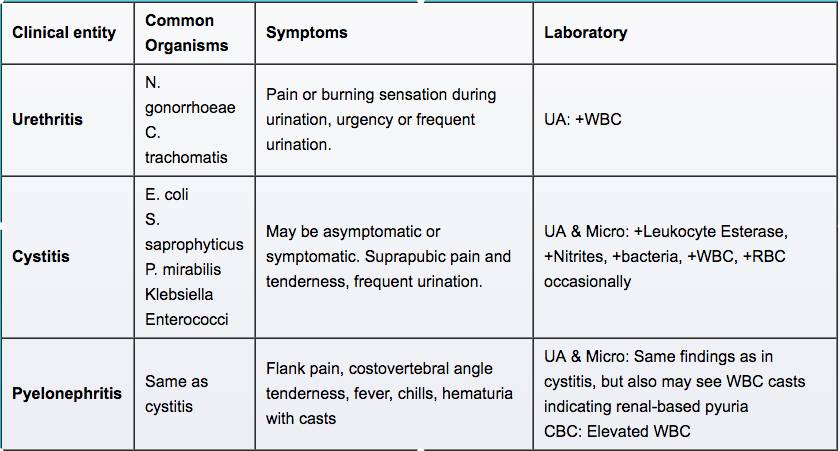 Clinical entity
Common
Organisms
Symptoms
Laboratory
Urethritis
N.
gonorrhoeae
C.
trachomatis
Pain or burning sensation during
urination, urgency or frequent
urination.
UA: +WBC
Cystitis
E. coli
S.
saprophyticus
P. mirabilis
Klebsiella
Enterococci
May be asymptomatic or
symptomatic. Suprapubic pain and
tenderness, frequent urination.
UA & Micro: +Leukocyte Esterase,
+Nitrites, +bacteria, +WBC, +RBC
occasionally
Pyelonephritis
Same as
cystitis
Flank pain, costovertebral angle
tenderness, fever, chills, hematuria
with casts
UA & Micro: Same findings as in
cystitis, but also may see WBC casts
indicating renal-based pyuria
CBC: Elevated WBC